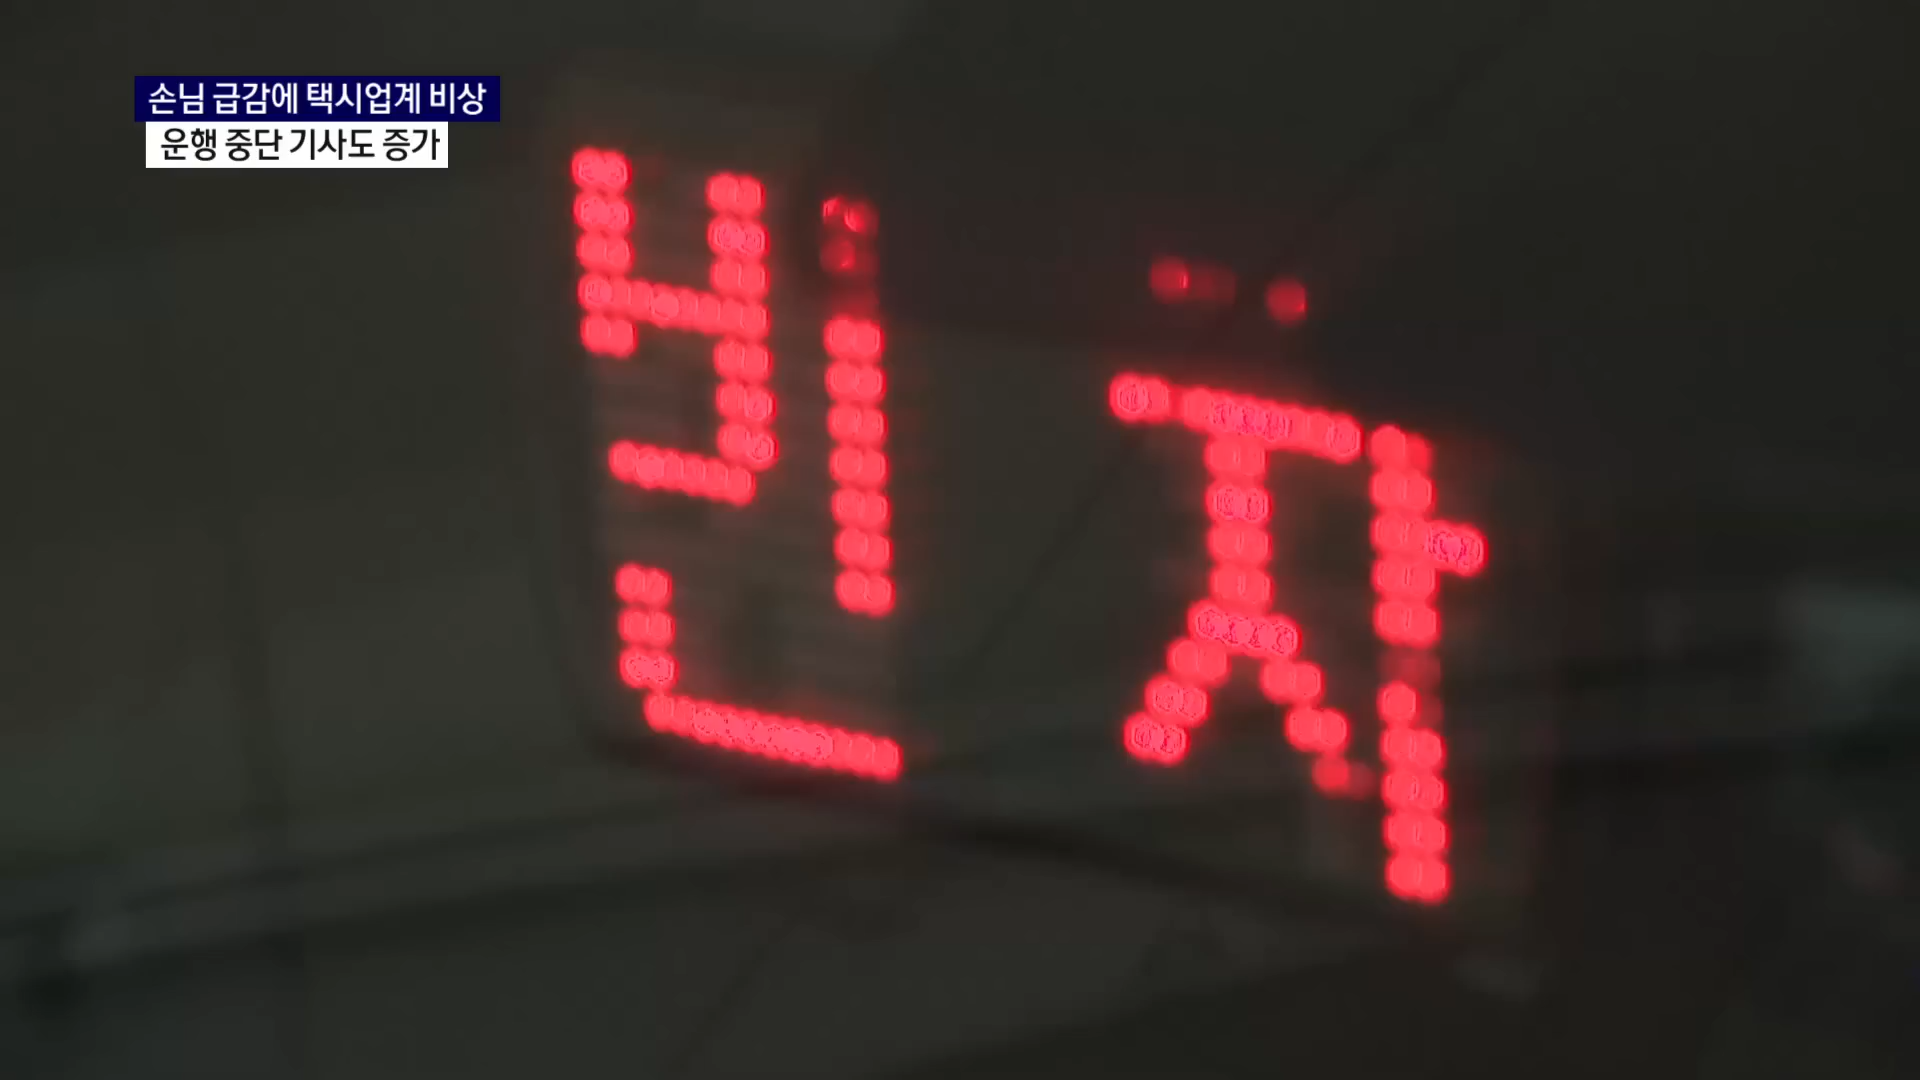 손님 급감에 택시업계 비상
운행 중단 기사도 증가
빈차